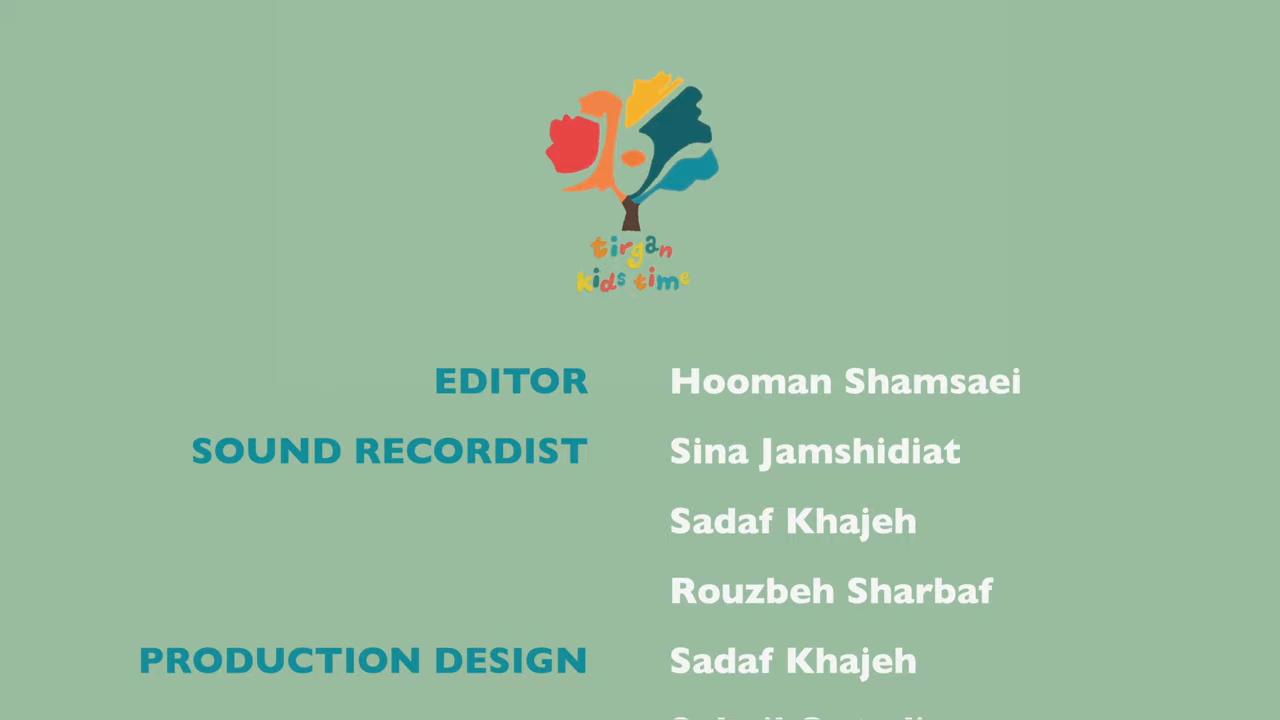 tirgan
kids time
EDITOR Hooman Shamsaei
SOUND RECORDIST Sina Jamshidiat
Sadaf Khajeh
Rouzbeh Sharbaf
PRODUCTION DESIGN Sadaf Khajeh